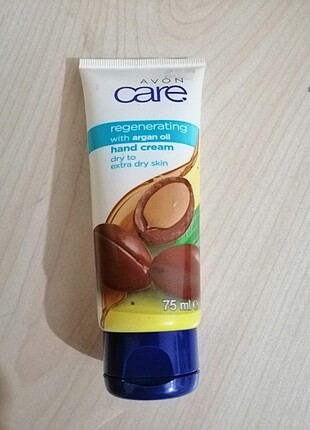 AVON
care
regenerating
with argan oil
hand cream
dry to
extra dry skin
75 ml e